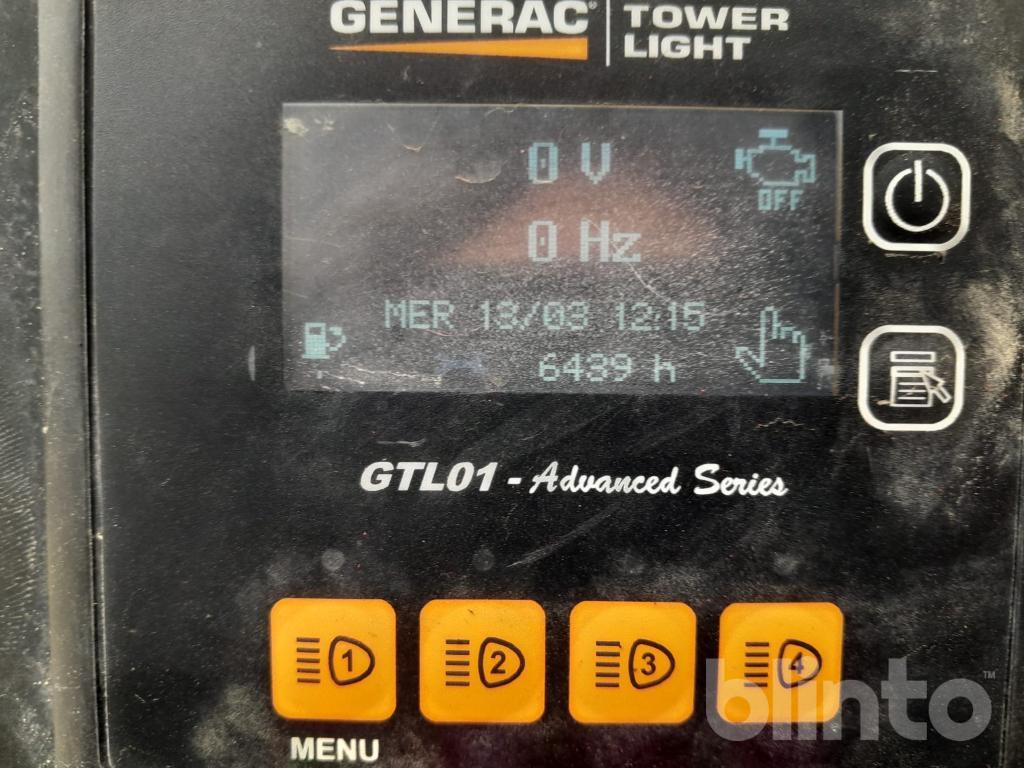 GENERAC® TOWER LIGHT
0 V
OFF
0 Hz
MER 13/03 12:15
6439 h
GTL01 - Advanced Series
1 2 3 4
MENU
blinto™